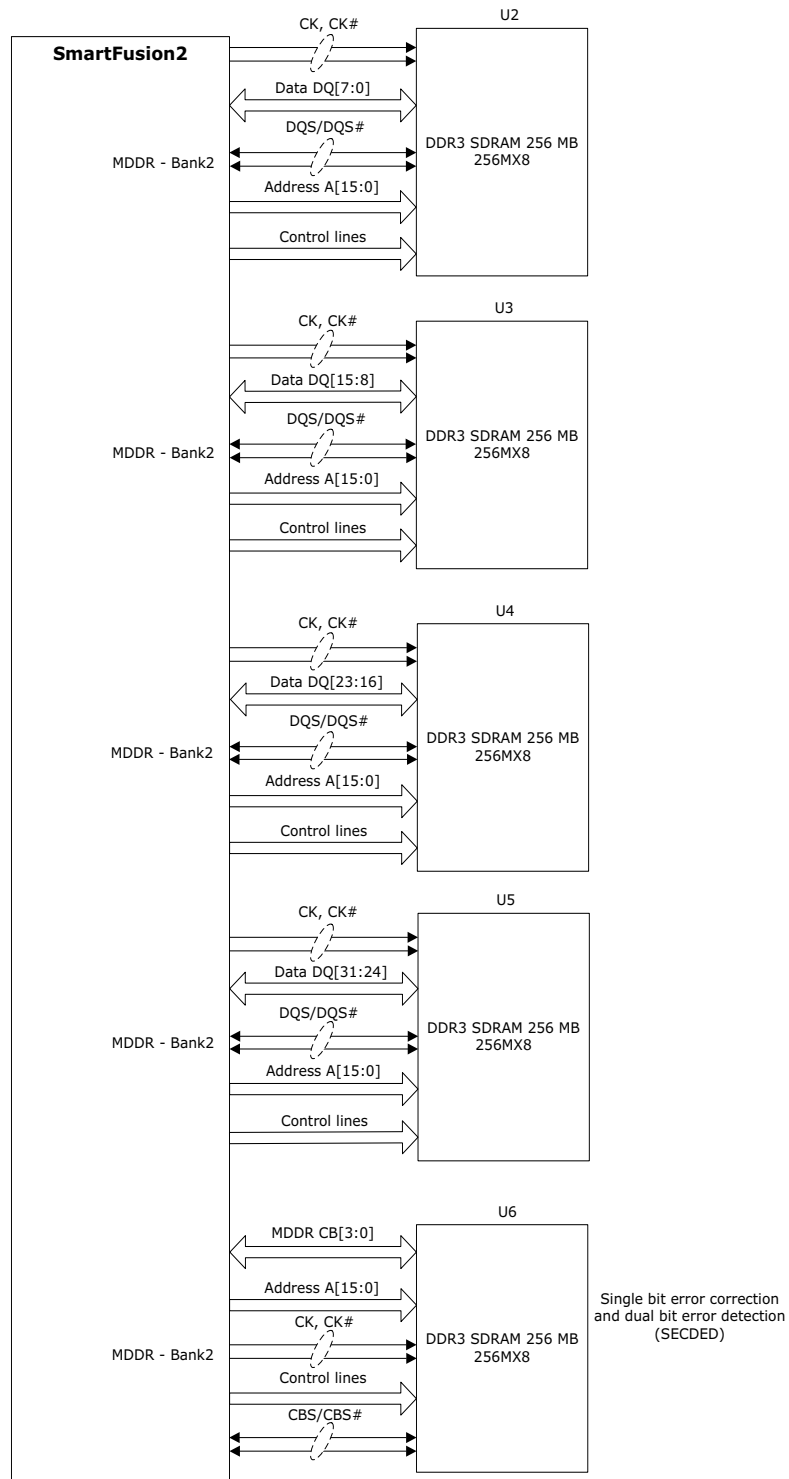 U2
CK, CK#
SmartFusion2
Data DQ[7:0]
DQS/DQS#
DDR3 SDRAM 256 MB
256MX8
MDDR - Bank2
Address A[15:0]
Control lines
U3
CK, CK#
Data DQ[15:8]
DQS/DQS#
DDR3 SDRAM 256 MB
256MX8
MDDR - Bank2
Address A[15:0]
Control lines
U4
CK, CK#
Data DQ[23:16]
DQS/DQS#
DDR3 SDRAM 256 MB
256MX8
MDDR - Bank2
Address A[15:0]
Control lines
U5
CK, CK#
Data DQ[31:24]
DQS/DQS#
DDR3 SDRAM 256 MB
256MX8
MDDR - Bank2
Address A[15:0]
Control lines
U6
MDDR CB[3:0]
Address A[15:0]
Single bit error correction
and dual bit error detection
(SECDED)
CK, CK#
DDR3 SDRAM 256 MB
256MX8
MDDR - Bank2
Control lines
CBS/CBS#